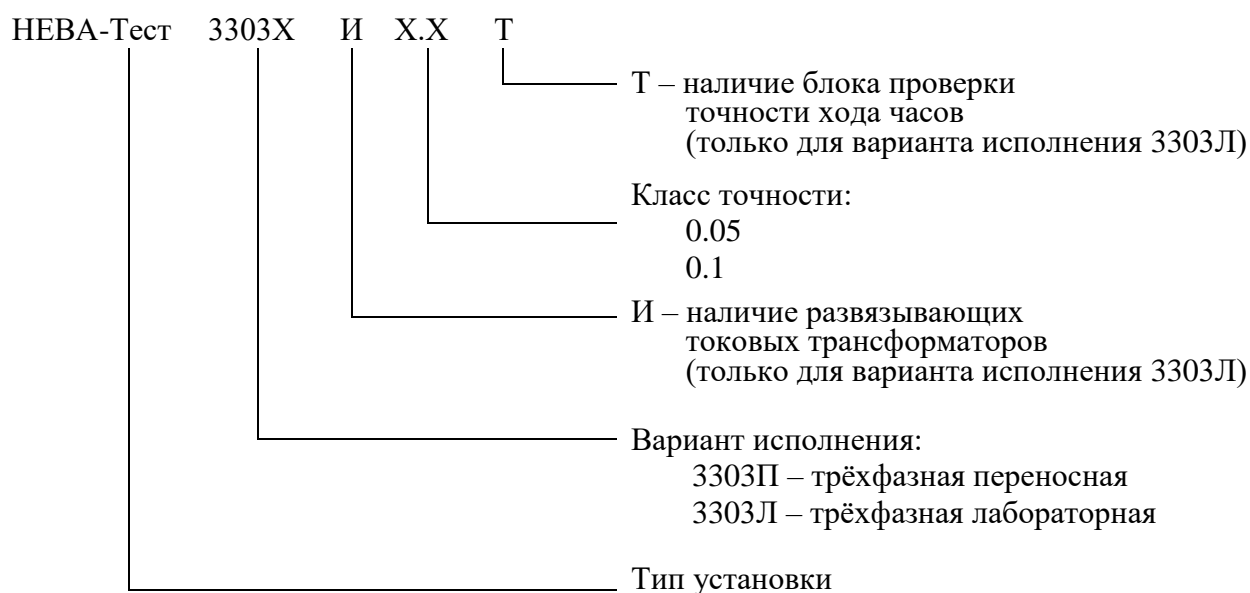 НЕВА-Тест 3303Х И Х.Х Т
Т – наличие блока проверки
точности хода часов
(только для варианта исполнения 3303Л)
Класс точности:
0.05
0.1
И – наличие развязывающих
токовых трансформаторов
(только для варианта исполнения 3303Л)
Вариант исполнения:
3303П – трёхфазная переносная
3303Л – трёхфазная лабораторная
Тип установки